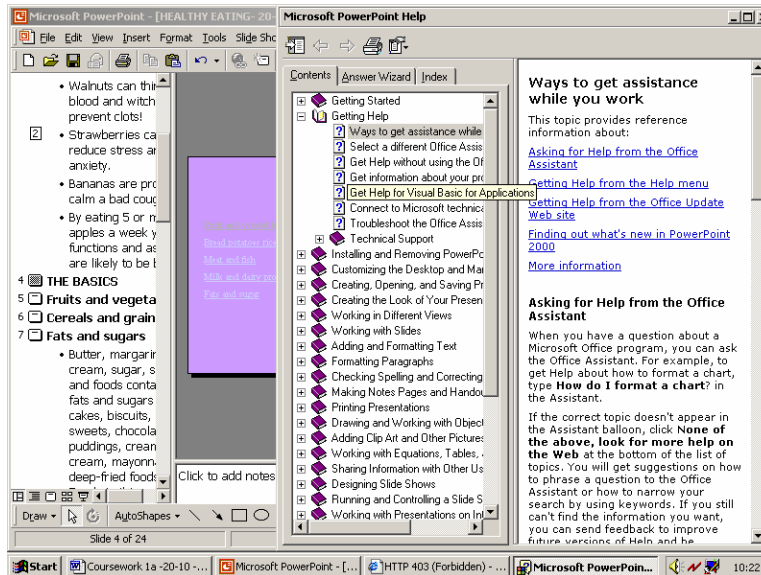 Microsoft PowerPoint - [HEALTHY EATING- 20-
File Edit View Insert Format Tools Slide Sho
• Walnuts can thin
blood and witch
prevent clots!
2
• Strawberries ca
reduce stress an
anxiety.
• Bananas are pro
calm a bad coug
• By eating 5 or m
apples a week y
functions and as
are likely to be b
4 THE BASICS
5 Fruits and vegeta
6 Cereals and grain
7 Fats and sugars
• Butter, margarin
cream, sugar, s
and foods conta
fats and sugars
cakes, biscuits,
sweets, chocola
puddings, cream
cream, mayonna
deep-fried foods
Bread potatoes rice
Meat and fish
Milk and dairy pro
Fats and sugar
Click to add notes
Draw AutoShapes
Slide 4 of 24
Microsoft PowerPoint Help
Contents Answer Wizard Index
Getting Started
Getting Help
Ways to get assistance while
Select a different Office Assis
Get Help without using the Of
Get information about your pro
Get Help for Visual Basic for Applications
Connect to Microsoft technica
Troubleshoot the Office Assis
Technical Support
Installing and Removing PowerPo
Customizing the Desktop and Mai
Creating, Opening, and Saving Pr
Creating the Look of Your Presen
Working in Different Views
Working with Slides
Adding and Formatting Text
Formatting Paragraphs
Checking Spelling and Correcting
Making Notes Pages and Handou
Printing Presentations
Drawing and Working with Object
Adding Clip Art and Other Pictures
Working with Equations, Tables,
Sharing Information with Other Us
Designing Slide Shows
Running and Controlling a Slide S
Working with Presentations on Int
Ways to get assistance
while you work
This topic provides reference
information about:
Asking for Help from the Office
Assistant
Getting Help from the Help menu
Getting Help from the Office Update
Web site
Finding out what's new in PowerPoint
2000
More information
Asking for Help from the Office
Assistant
When you have a question about a
Microsoft Office program, you can ask
the Office Assistant. For example, to
get Help about how to format a chart,
type How do I format a chart? in
the Assistant.
If the correct topic doesn't appear in
the Assistant balloon, click None of
the above, look for more help on
the Web at the bottom of the list of
topics. You will get suggestions on how
to phrase a question to the Office
Assistant or how to narrow your
search by using keywords. If you still
can't find the information you want,
you can send feedback to improve
future versions of Help and be
Start Coursework 1a -20-10 -... Microsoft PowerPoint - [... HTTP 403 (Forbidden) - ... Microsoft PowerPoin... 10:22